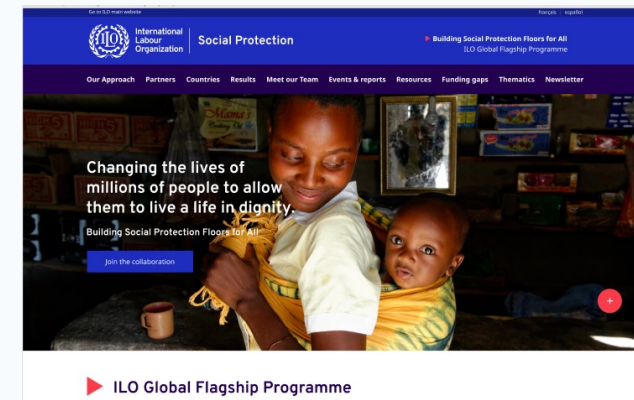 Go to ILO main website
français | español
International
Labour
Organization
Social Protection
Building Social Protection Floors for All
ILO Global Flagship Programme
Our Approach Partners Countries Results Meet our Team Events & reports Resources Funding gaps Thematics Newsletter
Mama's
Changing the lives of
millions of people to allow
them to live a life in dignity.
Building Social Protection Floors for All
Join the collaboration
+
ILO Global Flagship Programme